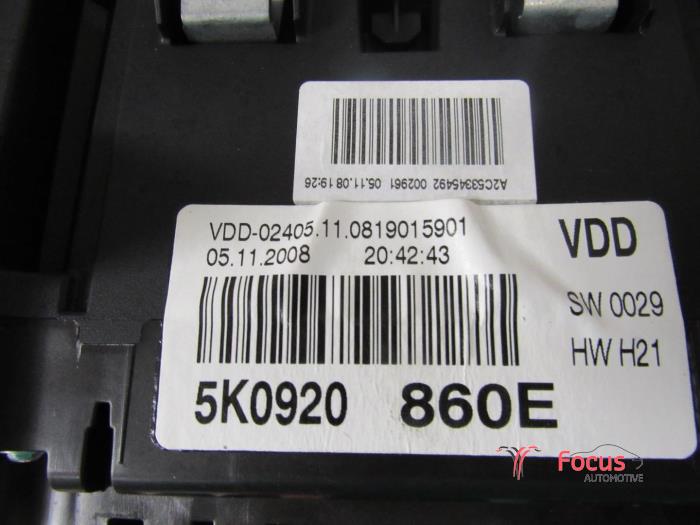 A2C53345492 002961 05.11.08 19:26
VDD-02405.11.0819015901
05.11.2008 20:42:43
VDD
SW 0029
HW H21
5K0920 860E
Focus
AUTOMOTIVE